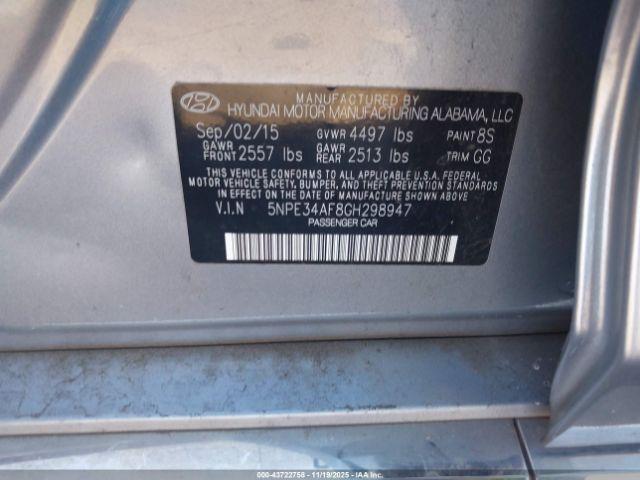 MANUFACTURED BY
HYUNDAI MOTOR MANUFACTURING ALABAMA, LLC
Sep/02/15 GVWR 4497 lbs PAINT 8S
GAWR FRONT 2557 lbs GAWR REAR 2513 lbs TRIM GG
THIS VEHICLE CONFORMS TO ALL APPLICABLE U.S.A. FEDERAL
MOTOR VEHICLE SAFETY, BUMPER, AND THEFT PREVENTION
STANDARDS IN EFFECT ON THE DATE OF MANUFACTURE SHOWN ABOVE
V.I.N 5NPE34AF8GH298947
PASSENGER CAR
000-43722758 - 11/19/2025 - IAA Inc.